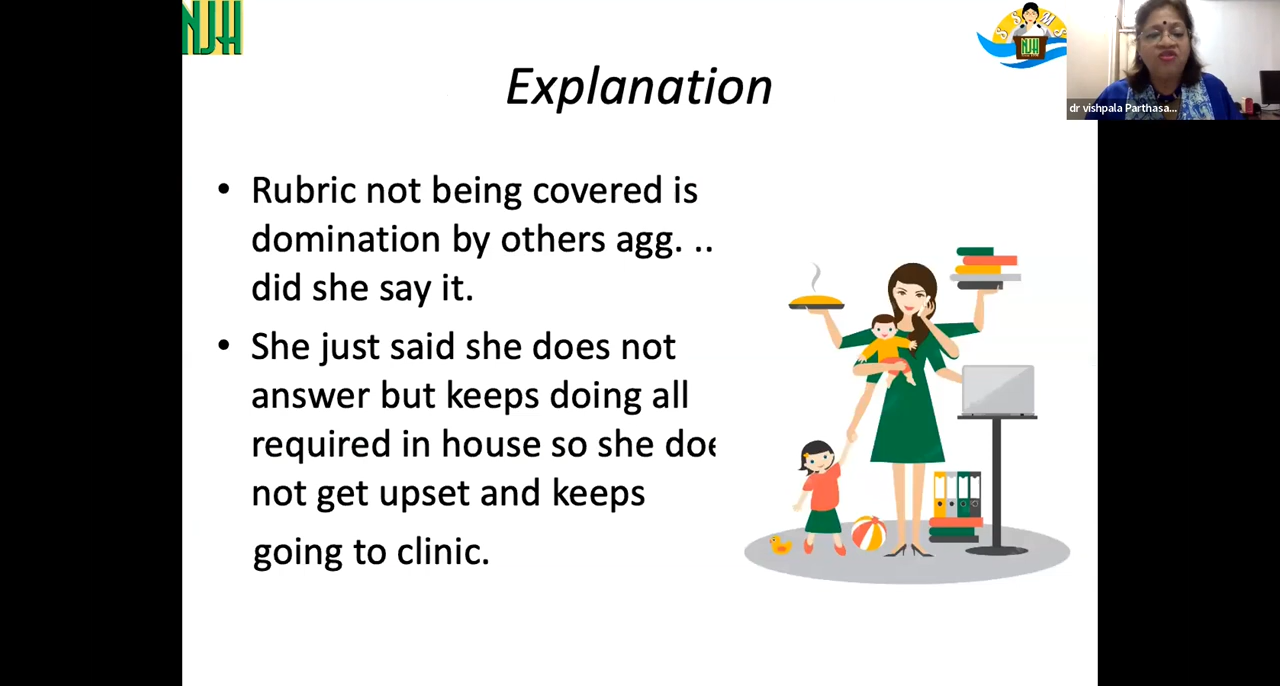 NJH
S S M S
NJH
dr vishpala Parthasa...
Explanation
• Rubric not being covered is
domination by others agg. ..
did she say it.
• She just said she does not
answer but keeps doing all
required in house so she doe
not get upset and keeps
going to clinic.